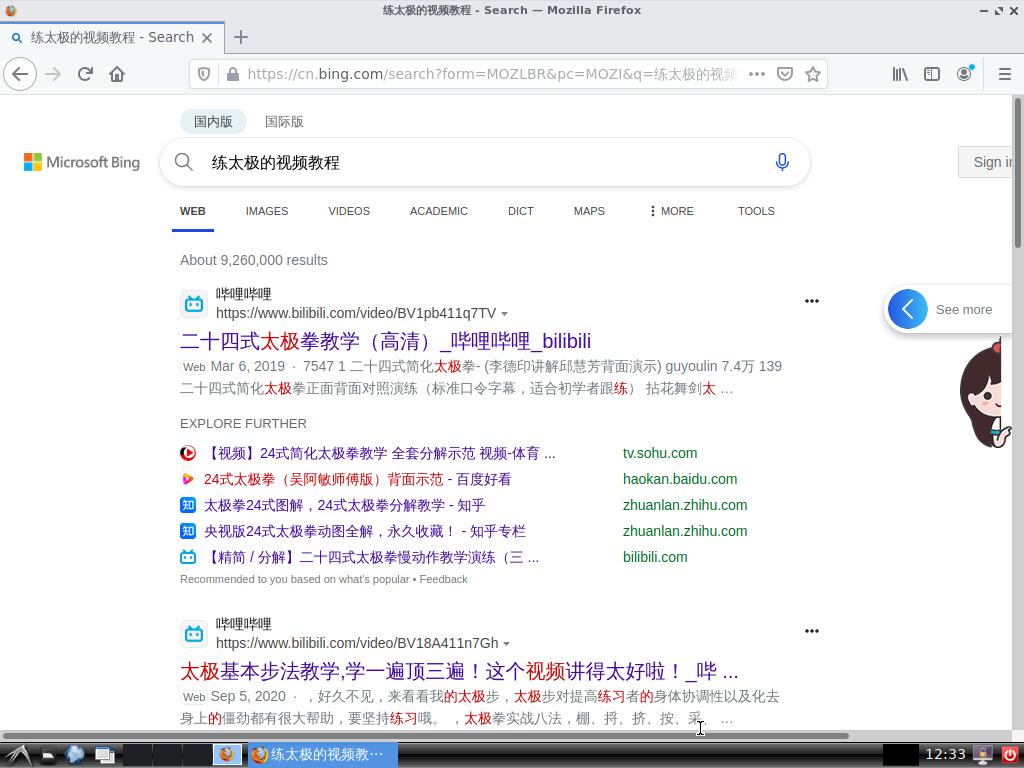 练太极的视频教程 - Search — Mozilla Firefox
练太极的视频教程 - Search
https://cn.bing.com/search?form=MOZLBR&pc=MOZI&q=练太极的视频
国内版 国际版
Microsoft Bing
练太极的视频教程
Sign in
WEB IMAGES VIDEOS ACADEMIC DICT MAPS MORE TOOLS
About 9,260,000 results
哔哩哔哩
https://www.bilibili.com/video/BV1pb411q7TV
See more
二十四式太极拳教学（高清）_哔哩哔哩_bilibili
Web Mar 6, 2019 · 7547 1 二十四式简化太极拳- (李德印讲解邱慧芳背面演示) guyoulin 7.4万 139
二十四式简化太极拳正面背面对照演练（标准口令字幕，适合初学者跟练） 拈花舞剑太 …
EXPLORE FURTHER
【视频】24式简化太极拳教学 全套分解示范 视频-体育 ... tv.sohu.com
24式太极拳（吴阿敏师傅版）背面示范 - 百度好看 haokan.baidu.com
太极拳24式图解，24式太极拳分解教学 - 知乎 zhuanlan.zhihu.com
央视版24式太极拳动图全解，永久收藏！ - 知乎专栏 zhuanlan.zhihu.com
【精简 / 分解】二十四式太极拳慢动作教学演练（三 ... bilibili.com
Recommended to you based on what's popular • Feedback
哔哩哔哩
https://www.bilibili.com/video/BV18A411n7Gh
太极基本步法教学,学一遍顶三遍！这个视频讲得太好啦！_哔 ...
Web Sep 5, 2020 · ，好久不见，来看看我的太极步，太极步对提高练习者的身体协调性以及化去
身上的僵劲都有很大帮助，要坚持练习哦。 ，太极拳实战八法，棚、捋、挤、按、采、 …
练太极的视频教…
12:33